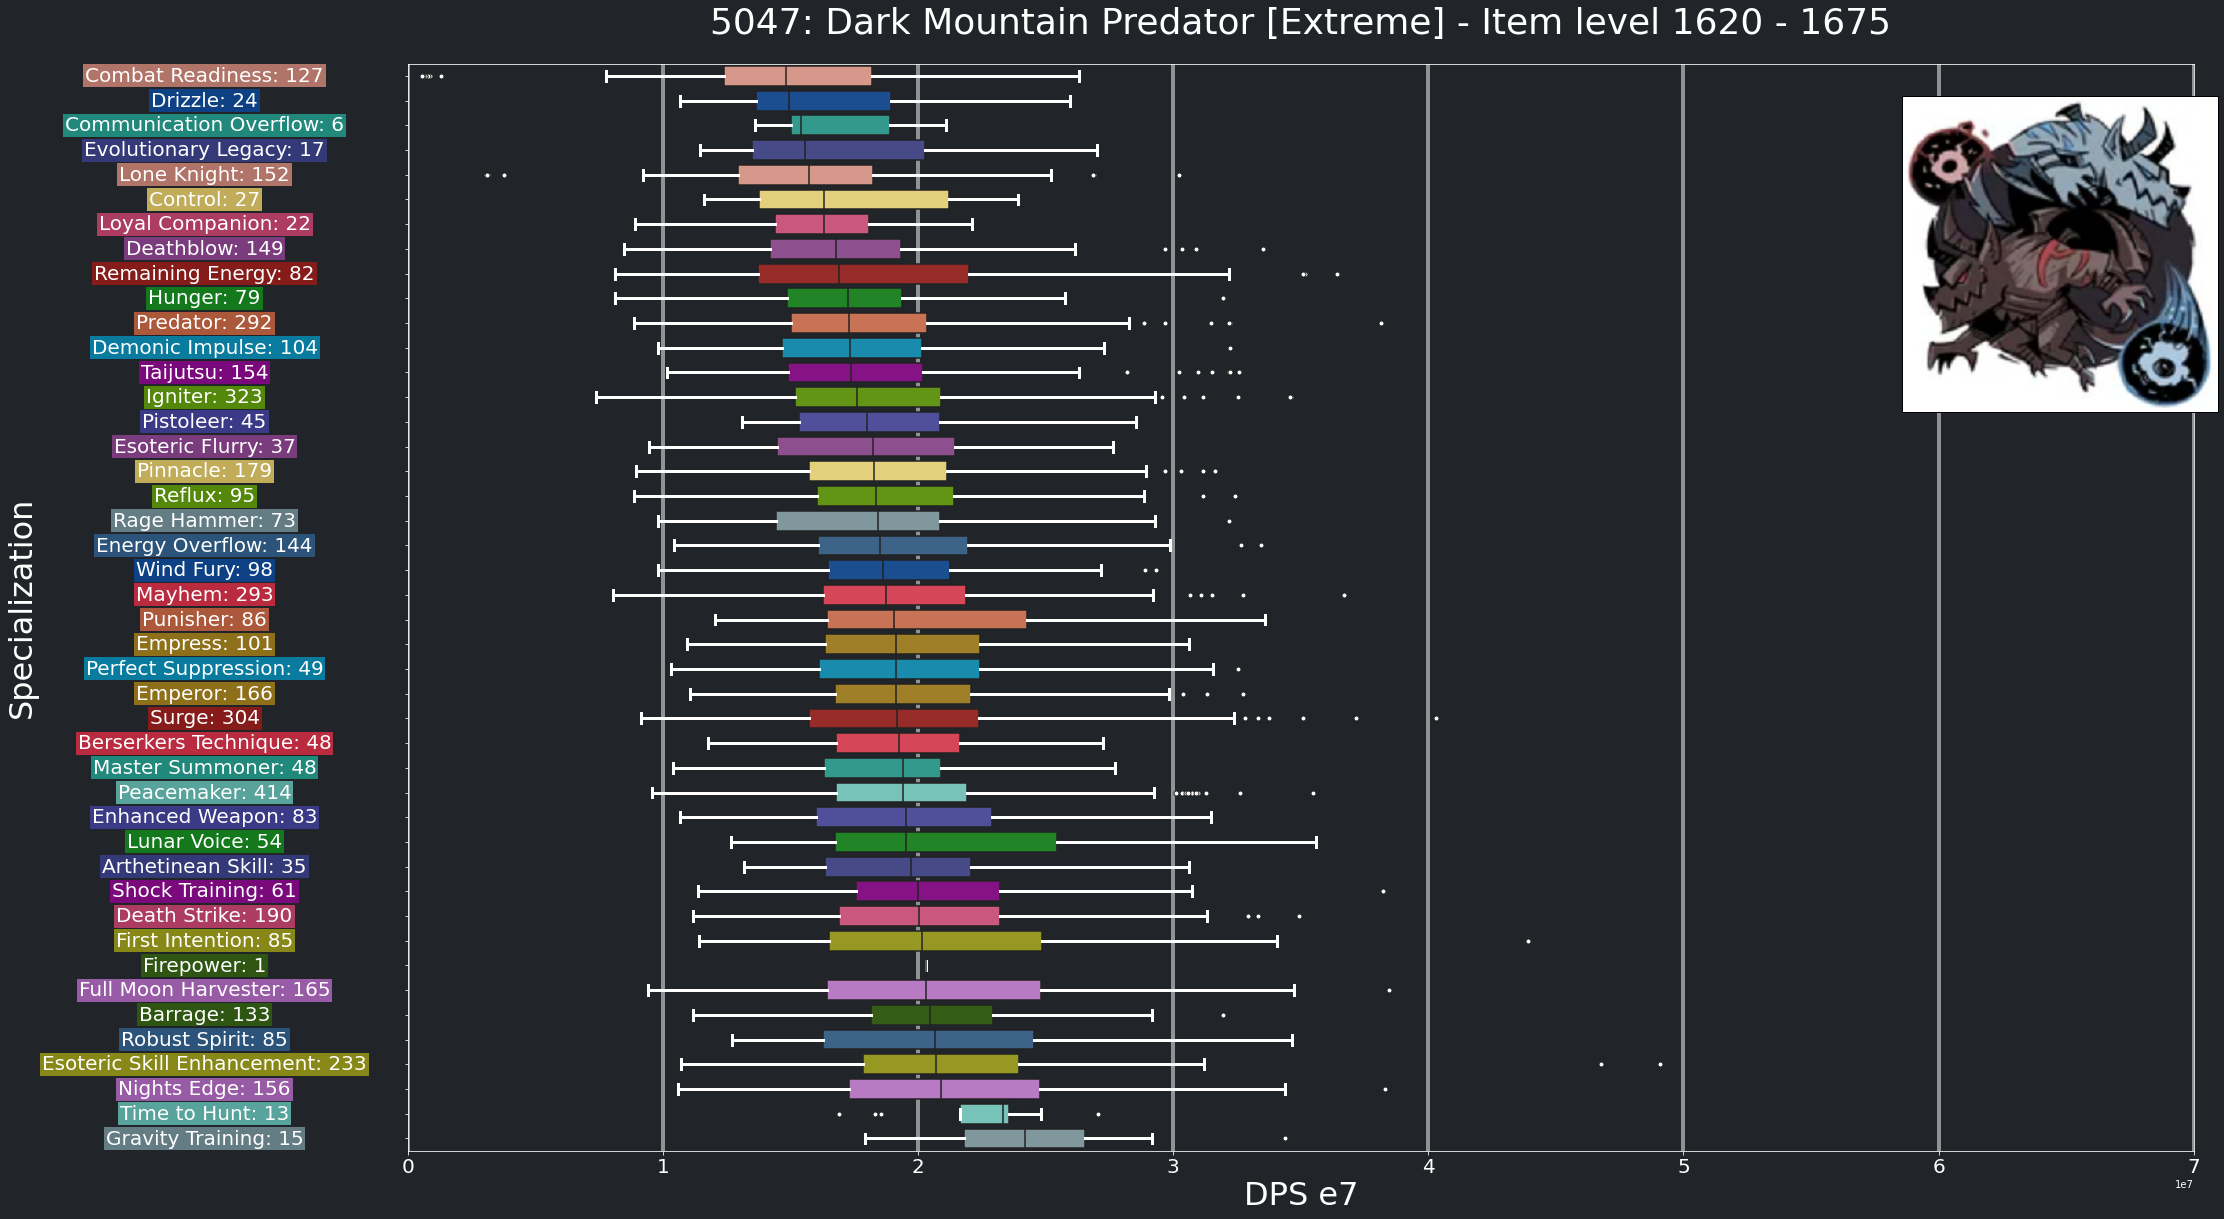 5047: Dark Mountain Predator [Extreme] - Item level 1620 - 1675
Combat Readiness: 127
Drizzle: 24
Communication Overflow: 6
Evolutionary Legacy: 17
Lone Knight: 152
Control: 27
Loyal Companion: 22
Deathblow: 149
Remaining Energy: 82
Hunger: 79
Predator: 292
Demonic Impulse: 104
Taijutsu: 154
Igniter: 323
Pistoleer: 45
Esoteric Flurry: 37
Pinnacle: 179
Reflux: 95
Rage Hammer: 73
Energy Overflow: 144
Wind Fury: 98
Mayhem: 293
Punisher: 86
Empress: 101
Perfect Suppression: 49
Emperor: 166
Surge: 304
Berserkers Technique: 48
Master Summoner: 48
Peacemaker: 414
Enhanced Weapon: 83
Lunar Voice: 54
Arthetinean Skill: 35
Shock Training: 61
Death Strike: 190
First Intention: 85
Firepower: 1
Full Moon Harvester: 165
Barrage: 133
Robust Spirit: 85
Esoteric Skill Enhancement: 233
Nights Edge: 156
Time to Hunt: 13
Gravity Training: 15
Specialization
0 1 2 3 4 5 6 7
1e7
DPS e7